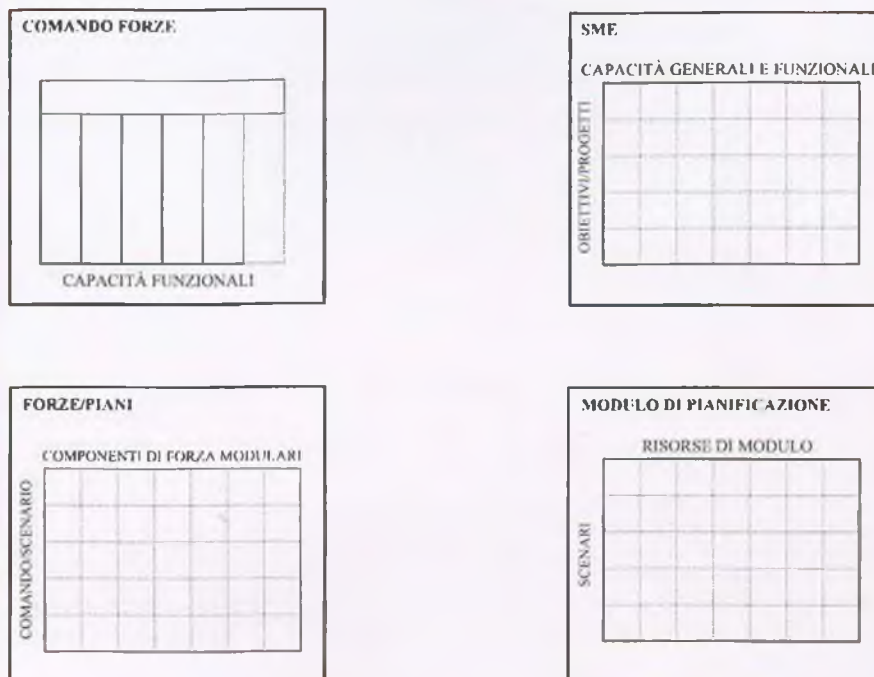 COMANDO FORZE
CAPACITÀ FUNZIONALI
SME
CAPACITÀ GENERALI E FUNZIONALI
OBIETTIVI/PROGETTI
FORZE/PIANI
COMPONENTI DI FORZA MODULARI
COMANDO/SCENARIO
MODULO DI PIANIFICAZIONE
RISORSE DI MODULO
SCENARI